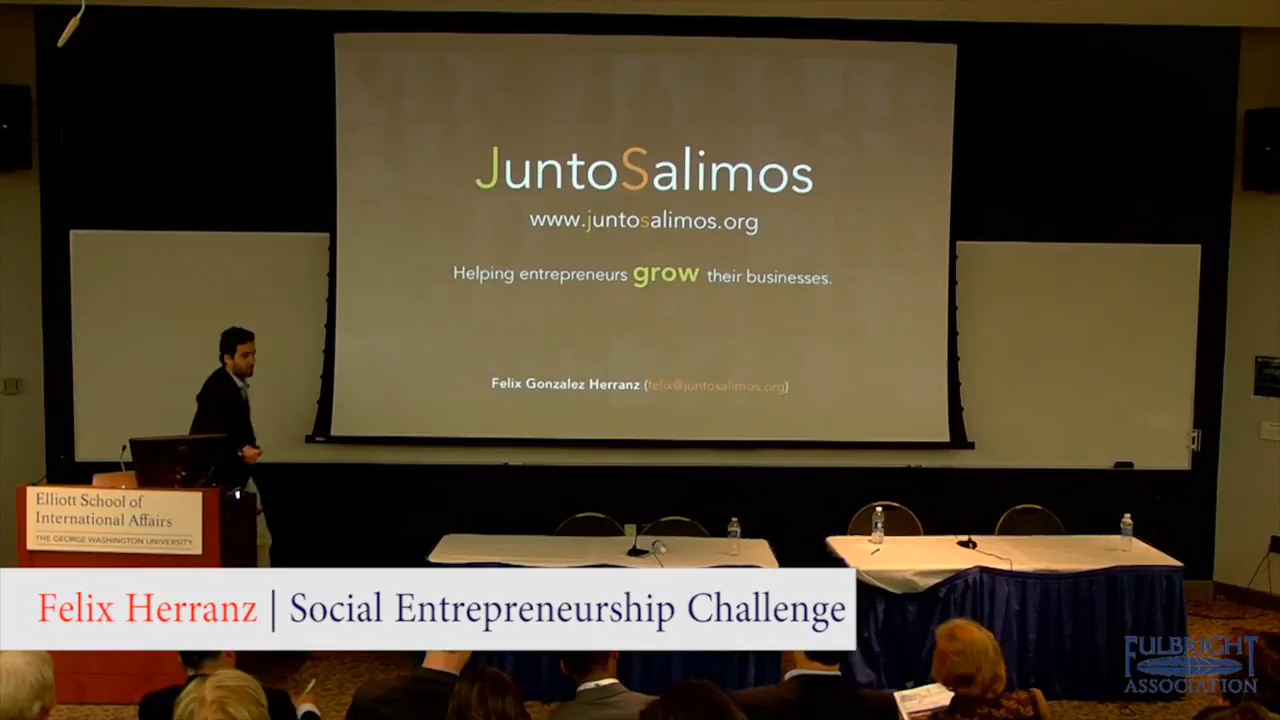 JuntoSalimos
www.juntosalimos.org
Helping entrepreneurs grow their businesses.
Felix Gonzalez Herranz (felix@juntosalimos.org)
Elliott School of
International Affairs
THE GEORGE WASHINGTON UNIVERSITY
Felix Herranz | Social Entrepreneurship Challenge
FULBRIGHT
ASSOCIATION